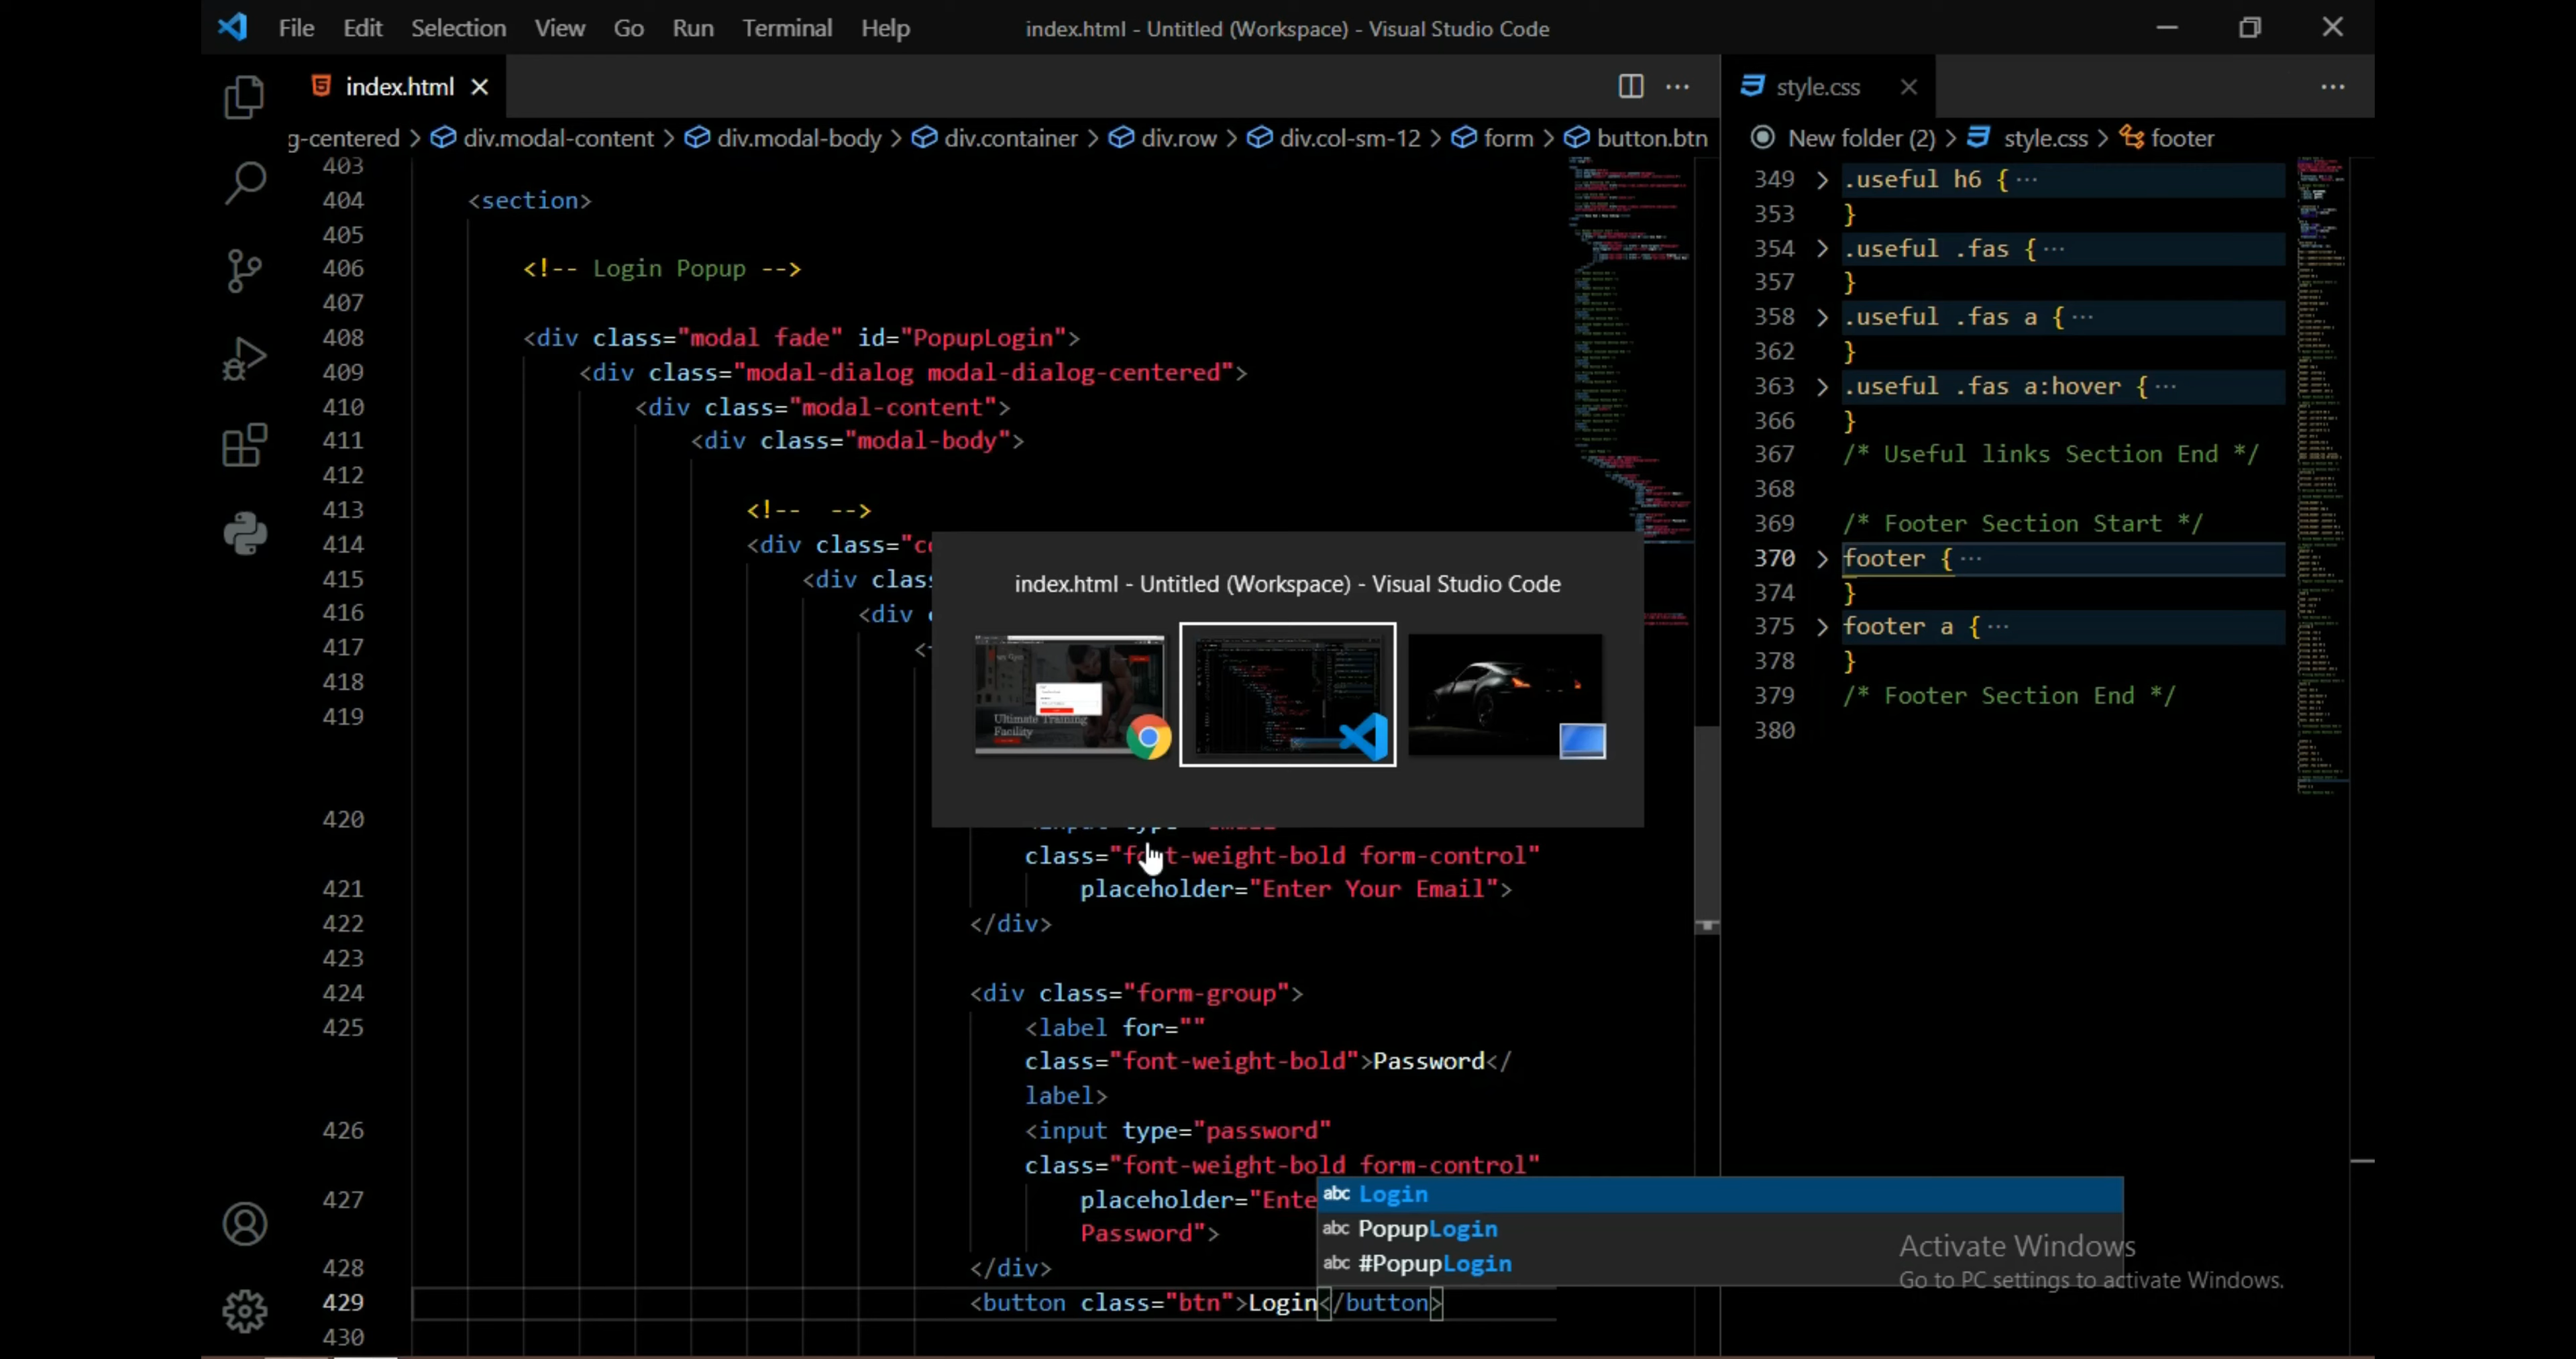 File Edit Selection View Go Run Terminal Help index.html - Untitled (Workspace) - Visual Studio Code
index.html
g-centered > div.modal-content > div.modal-body > div.container > div.row > div.col-sm-12 > form > button.btn
403
404 <section>
405
406 <!-- Login Popup -->
407
408 <div class="modal fade" id="PopupLogin">
409 <div class="modal-dialog modal-dialog-centered">
410 <div class="modal-content">
411 <div class="modal-body">
412
413 <!-- -->
414 <div class="co
415 <div clas
416 <div c
417 <
418
419
420 <input type="email"
class="font-weight-bold form-control"
421 placeholder="Enter Your Email">
422 </div>
423
424 <div class="form-group">
425 <label for=""
class="font-weight-bold">Password</
label>
426 <input type="password"
class="font-weight-bold form-control"
427 placeholder="Ente
Password">
428 </div>
429 <button class="btn">Login</button>
430
index.html - Untitled (Workspace) - Visual Studio Code
Ultimate Training
Facility
abc Login
abc PopupLogin
abc #PopupLogin
style.css
New folder (2) > style.css > footer
349 > .useful h6 { ...
353 }
354 > .useful .fas { ...
357 }
358 > .useful .fas a { ...
362 }
363 > .useful .fas a:hover { ...
366 }
367 /* Useful links Section End */
368
369 /* Footer Section Start */
370 > footer { ...
374 }
375 > footer a { ...
378 }
379 /* Footer Section End */
380
Activate Windows
Go to PC settings to activate Windows.